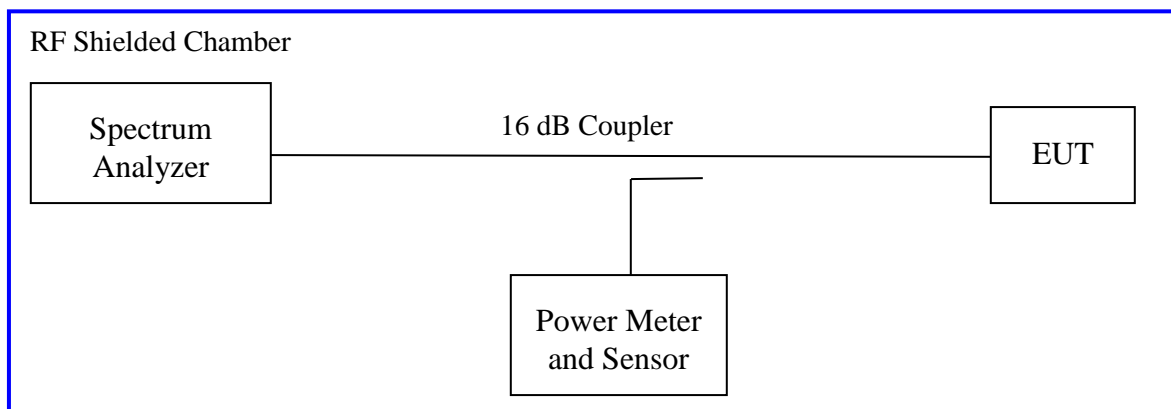 RF Shielded Chamber
Spectrum
Analyzer
16 dB Coupler
EUT
Power Meter
and Sensor